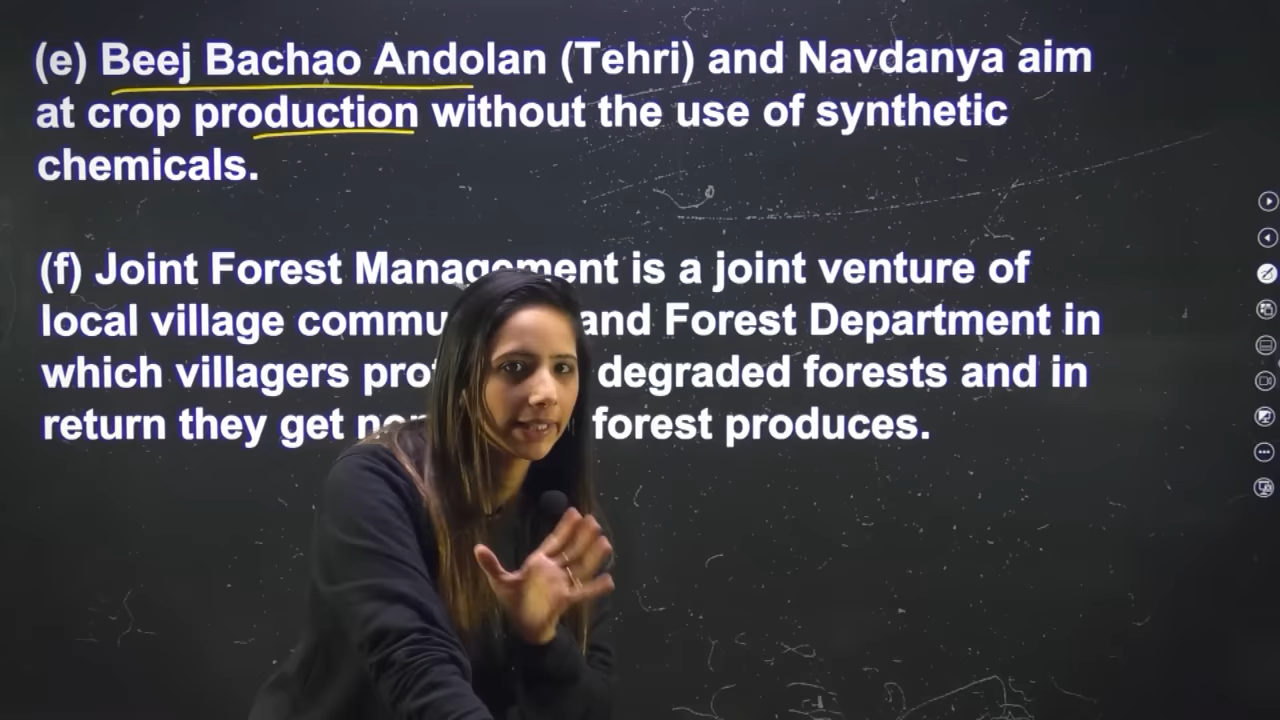 (e) Beej Bachao Andolan (Tehri) and Navdanya aim
at crop production without the use of synthetic
chemicals.
(f) Joint Forest Management is a joint venture of
local village and Forest Department in
which villagers degraded forests and in
return they get forest produces.